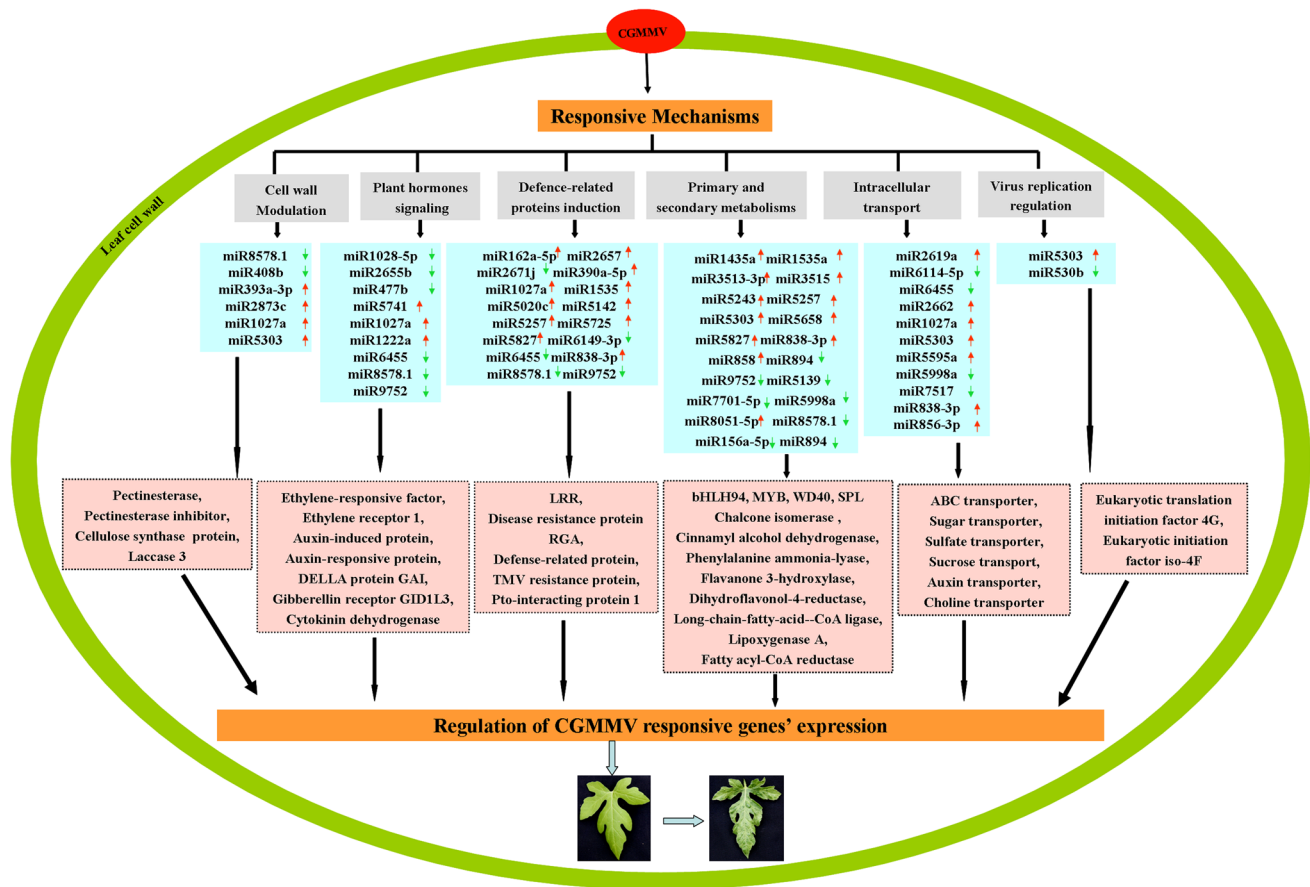 CGMMV
Responsive Mechanisms
Leaf cell wall
Cell wall
Modulation
Plant hormones
signaling
Defence-related
proteins induction
Primary and
secondary metabolisms
Intracellular
transport
Virus replication
regulation
miR8578.1 ↓
miR408b ↓
miR393a-3p ↑
miR2873c ↑
miR1027a ↑
miR5303 ↑
miR1028-5p ↓
miR2655b ↓
miR477b ↓
miR5741 ↑
miR1027a ↑
miR1222a ↑
miR6455 ↓
miR8578.1 ↓
miR9752 ↓
miR162a-5p ↑ miR2657 ↑
miR2671j ↓ miR390a-5p ↑
miR1027a ↑ miR1535 ↑
miR5020c ↑ miR5142 ↑
miR5257 ↑ miR5725 ↑
miR5827 ↑ miR6149-3p ↓
miR6455 ↓ miR838-3p ↑
miR8578.1 ↓ miR9752 ↓
miR1435a ↑ miR1535a ↑
miR3513-3p ↑ miR3515 ↑
miR5243 ↑ miR5257 ↑
miR5303 ↑ miR5658 ↑
miR5827 ↑ miR838-3p ↑
miR858 ↑ miR894 ↓
miR9752 ↓ miR5139 ↓
miR7701-5p ↓ miR5998a ↓
miR8051-5p ↑ miR8578.1 ↓
miR156a-5p ↓ miR894 ↓
miR2619a ↑
miR6114-5p ↓
miR6455 ↓
miR2662 ↑
miR1027a ↑
miR5303 ↑
miR5595a ↑
miR5998a ↓
miR7517 ↓
miR838-3p ↑
miR856-3p ↑
miR5303 ↑
miR530b ↓
Pectinesterase,
Pectinesterase inhibitor,
Cellulose synthase protein,
Laccase 3
Ethylene-responsive factor,
Ethylene receptor 1,
Auxin-induced protein,
Auxin-responsive protein,
DELLA protein GAI,
Gibberellin receptor GID1L3,
Cytokinin dehydrogenase
LRR,
Disease resistance protein
RGA,
Defense-related protein,
TMV resistance protein,
Pto-interacting protein 1
bHLH94, MYB, WD40, SPL
Chalcone isomerase ,
Cinnamyl alcohol dehydrogenase,
Phenylalanine ammonia-lyase,
Flavanone 3-hydroxylase,
Dihydroflavonol-4-reductase,
Long-chain-fatty-acid--CoA ligase,
Lipoxygenase A,
Fatty acyl-CoA reductase
ABC transporter,
Sugar transporter,
Sulfate transporter,
Sucrose transport,
Auxin transporter,
Choline transporter
Eukaryotic translation
initiation factor 4G,
Eukaryotic initiation
factor iso-4F
Regulation of CGMMV responsive genes' expression